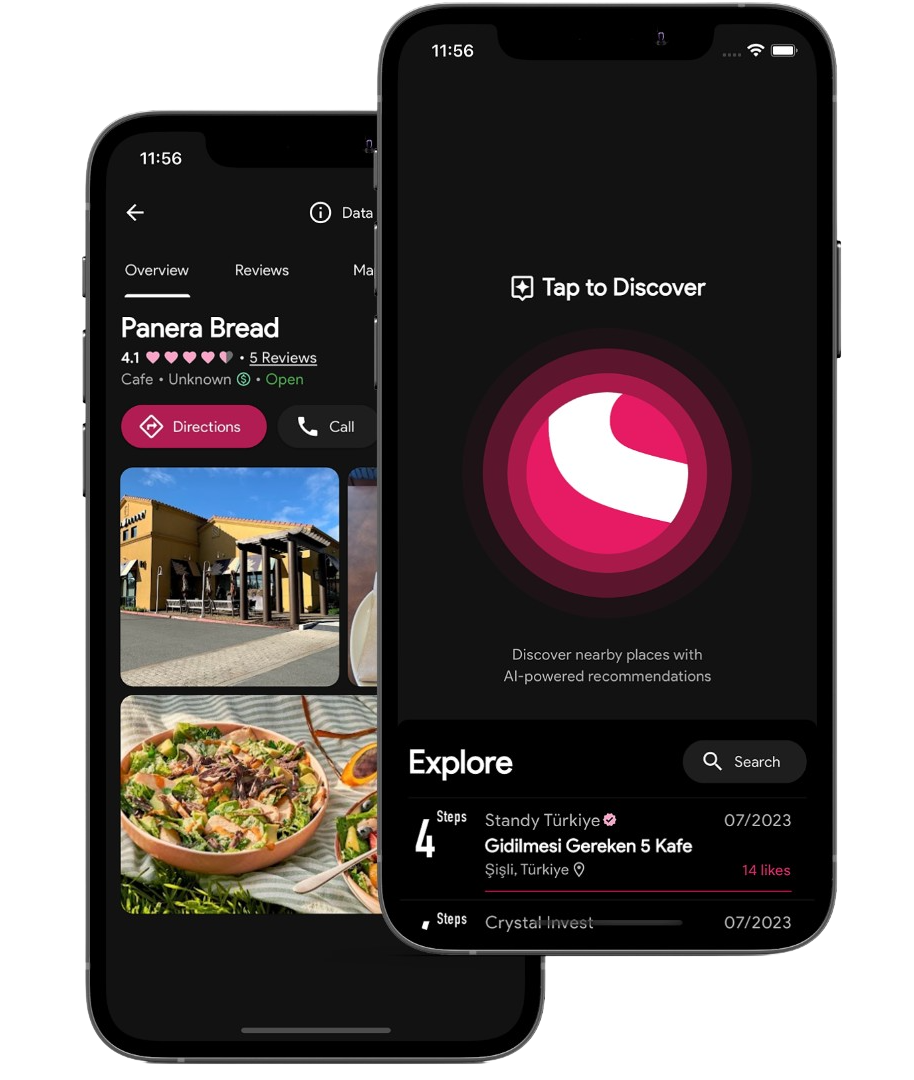 11:56
Data
Overview Reviews Ma
Panera Bread
4.1 • 5 Reviews
Cafe • Unknown • Open
Directions Call
11:56
Tap to Discover
Discover nearby places with
AI-powered recommendations
Explore Search
4 Steps
Standy Türkiye 07/2023
Gidilmesi Gereken 5 Kafe
Şişli, Türkiye 14 likes
Steps Crystal Invest 07/2023